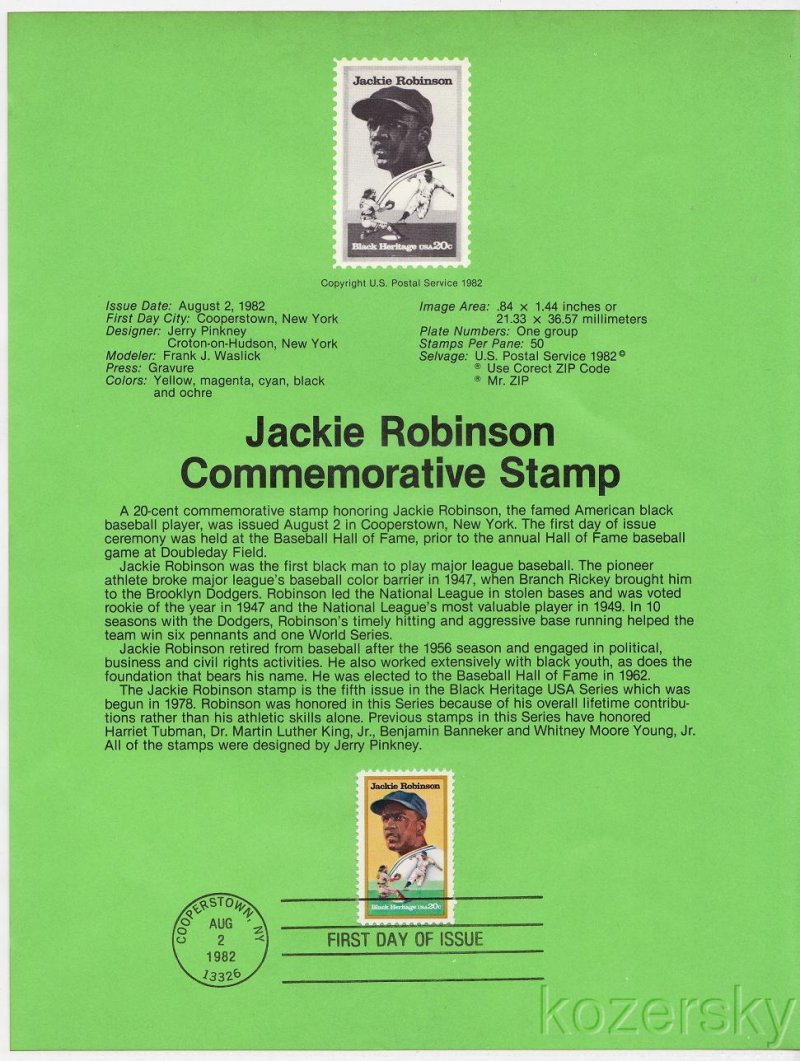 Jackie Robinson
Black Heritage USA 20c
Copyright U.S. Postal Service 1982
Issue Date: August 2, 1982
First Day City: Cooperstown, New York
Designer: Jerry Pinkney
Croton-on-Hudson, New York
Modeler: Frank J. Waslick
Press: Gravure
Colors: Yellow, magenta, cyan, black
and ochre
Image Area: .84 × 1.44 inches or
21.33 × 36.57 millimeters
Plate Numbers: One group
Stamps Per Pane: 50
Selvage: U.S. Postal Service 1982 ©
® Use Corect ZIP Code
® Mr. ZIP
Jackie Robinson
Commemorative Stamp
A 20-cent commemorative stamp honoring Jackie Robinson, the famed American black
baseball player, was issued August 2 in Cooperstown, New York. The first day of issue
ceremony was held at the Baseball Hall of Fame, prior to the annual Hall of Fame baseball
game at Doubleday Field.
Jackie Robinson was the first black man to play major league baseball. The pioneer
athlete broke major league's baseball color barrier in 1947, when Branch Rickey brought him
to the Brooklyn Dodgers. Robinson led the National League in stolen bases and was voted
rookie of the year in 1947 and the National League's most valuable player in 1949. In 10
seasons with the Dodgers, Robinson's timely hitting and aggressive base running helped the
team win six pennants and one World Series.
Jackie Robinson retired from baseball after the 1956 season and engaged in political,
business and civil rights activities. He also worked extensively with black youth, as does the
foundation that bears his name. He was elected to the Baseball Hall of Fame in 1962.
The Jackie Robinson stamp is the fifth issue in the Black Heritage USA Series which was
begun in 1978. Robinson was honored in this Series because of his overall lifetime contribu-
tions rather than his athletic skills alone. Previous stamps in this Series have honored
Harriet Tubman, Dr. Martin Luther King, Jr., Benjamin Banneker and Whitney Moore Young, Jr.
All of the stamps were designed by Jerry Pinkney.
Jackie Robinson
Black Heritage USA 20c
COOPERSTOWN, NY
AUG
2
1982
13326
FIRST DAY OF ISSUE
kozersky